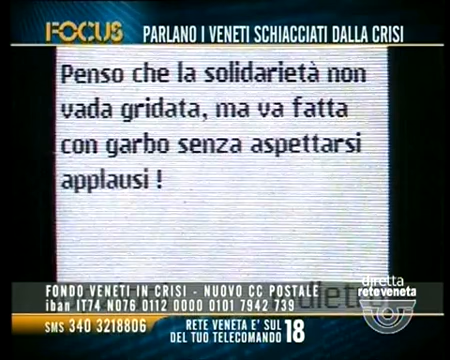 FOCUS PARLANO I VENETI SCHIACCIATI DALLA CRISI
Penso che la solidarietà non
vada gridata, ma va fatta
con garbo senza aspettarsi
applausi !
diretta
reteveneta
FONDO VENETI IN CRISI - NUOVO CC POSTALE
iban IT74 N076 0112 0000 0101 7942 739
SMS 340 3218806
RETE VENETA E' SUL
DEL TUO TELECOMANDO 18